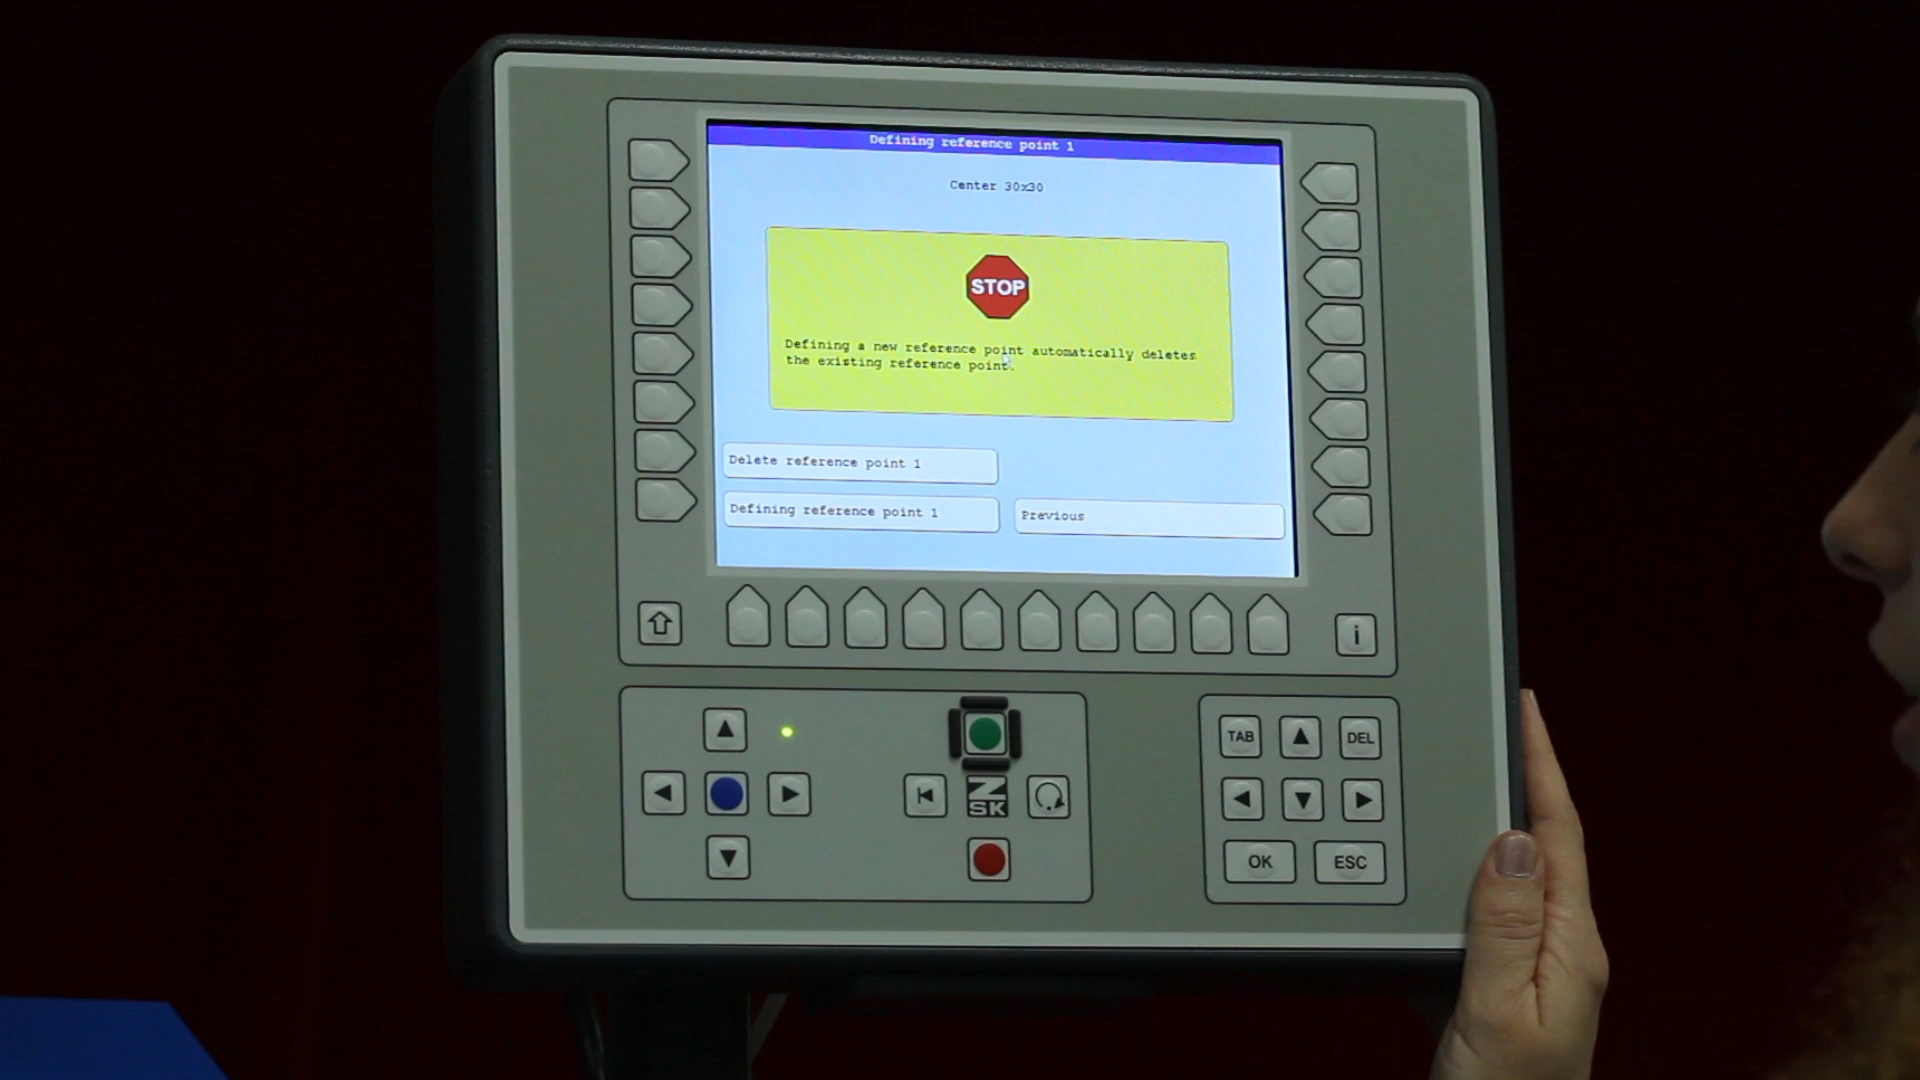 Defining reference point 1
Center 30x30
STOP
Defining a new reference point automatically deletes
the existing reference point.
Delete reference point 1
Defining reference point 1
Previous
i
TAB
DEL
Z
SK
OK
ESC